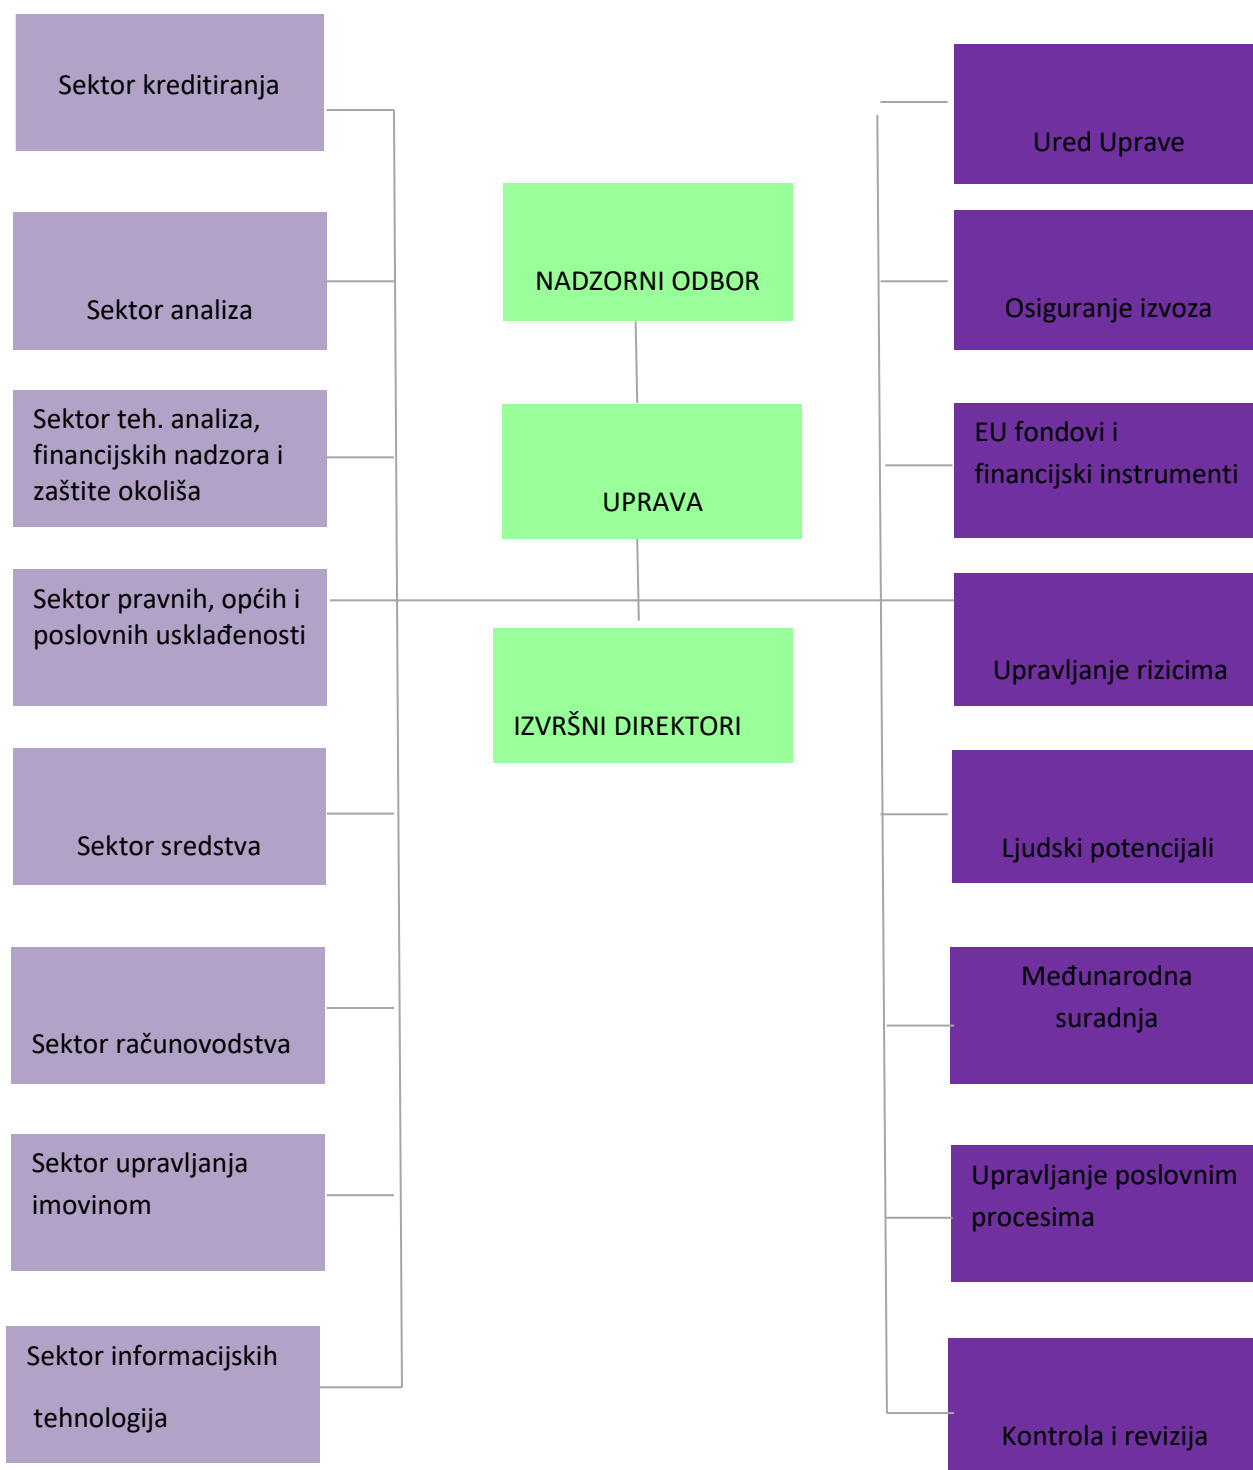 Sektor kreditiranja
Sektor analiza
Sektor teh. analiza,
financijskih nadzora i
zaštite okoliša
Sektor pravnih, općih i
poslovnih usklađenosti
Sektor sredstva
Sektor računovodstva
Sektor upravljanja
imovinom
Sektor informacijskih
tehnologija
NADZORNI ODBOR
UPRAVA
IZVRŠNI DIREKTORI
Ured Uprave
Osiguranje izvoza
EU fondovi i
financijski instrumenti
Upravljanje rizicima
Ljudski potencijali
Međunarodna
suradnja
Upravljanje poslovnim
procesima
Kontrola i revizija